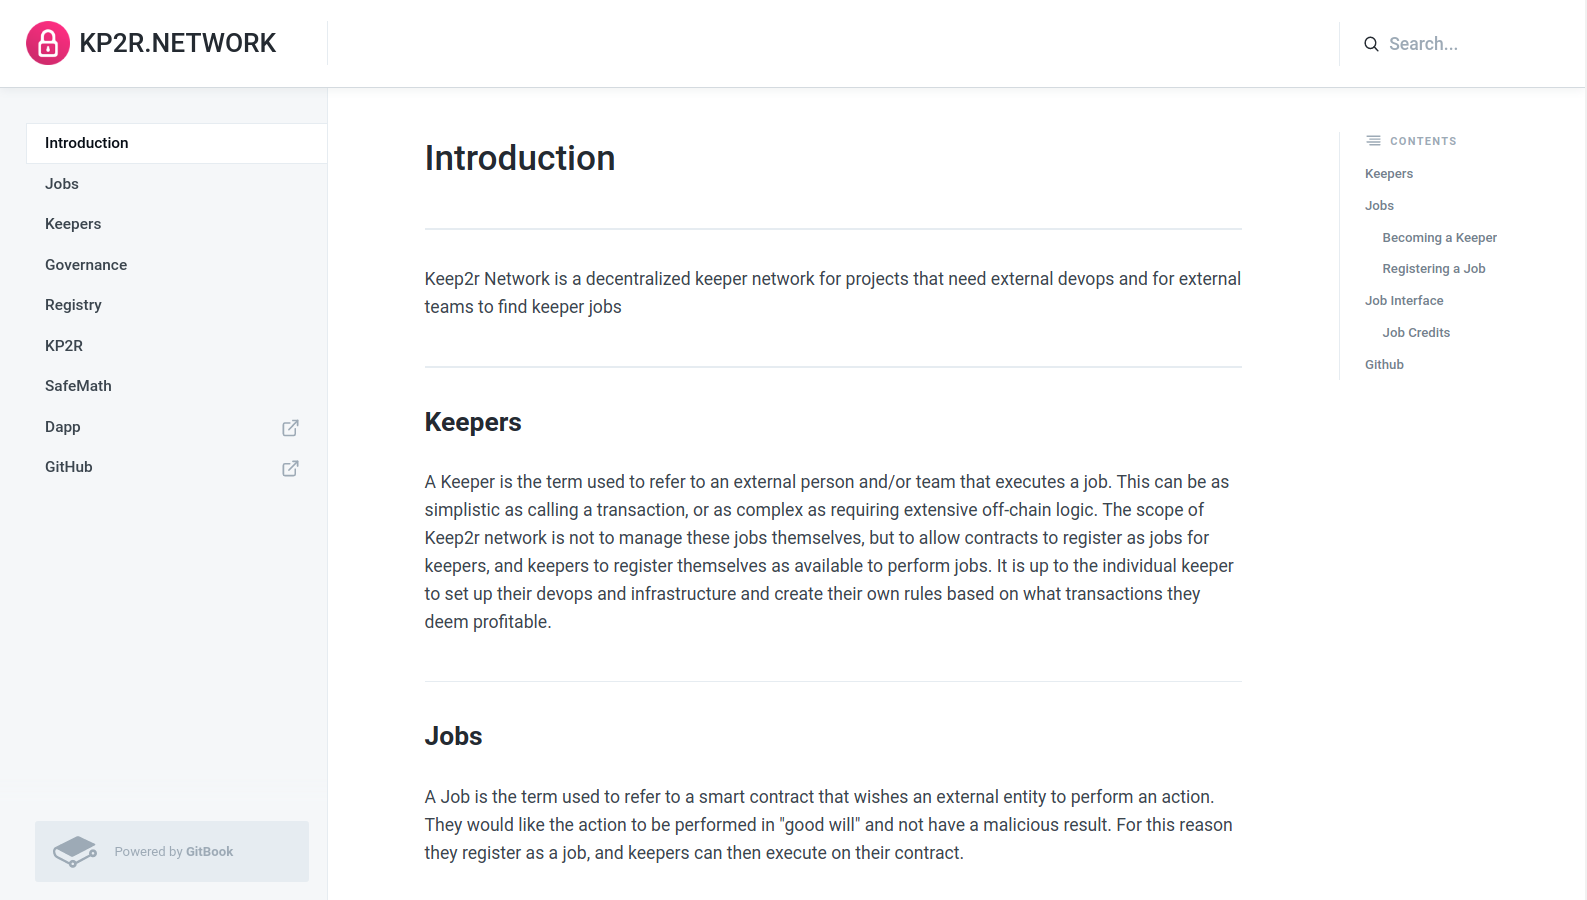 KP2R.NETWORK
Search...
Introduction
Jobs
Keepers
Governance
Registry
KP2R
SafeMath
Dapp
GitHub
Powered by GitBook
Introduction
Keep2r Network is a decentralized keeper network for projects that need external devops and for external
teams to find keeper jobs
Keepers
A Keeper is the term used to refer to an external person and/or team that executes a job. This can be as
simplistic as calling a transaction, or as complex as requiring extensive off-chain logic. The scope of
Keep2r network is not to manage these jobs themselves, but to allow contracts to register as jobs for
keepers, and keepers to register themselves as available to perform jobs. It is up to the individual keeper
to set up their devops and infrastructure and create their own rules based on what transactions they
deem profitable.
Jobs
A Job is the term used to refer to a smart contract that wishes an external entity to perform an action.
They would like the action to be performed in "good will" and not have a malicious result. For this reason
they register as a job, and keepers can then execute on their contract.
CONTENTS
Keepers
Jobs
Becoming a Keeper
Registering a Job
Job Interface
Job Credits
Github